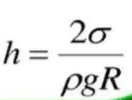 h = 2σ / ρgR